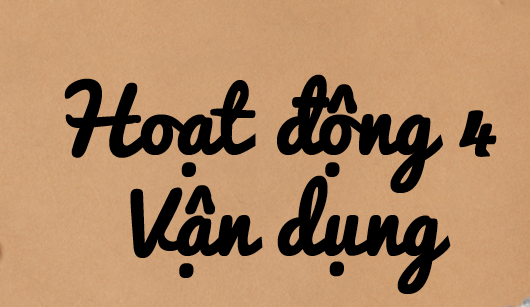 Hoạt động 4
Vận dụng